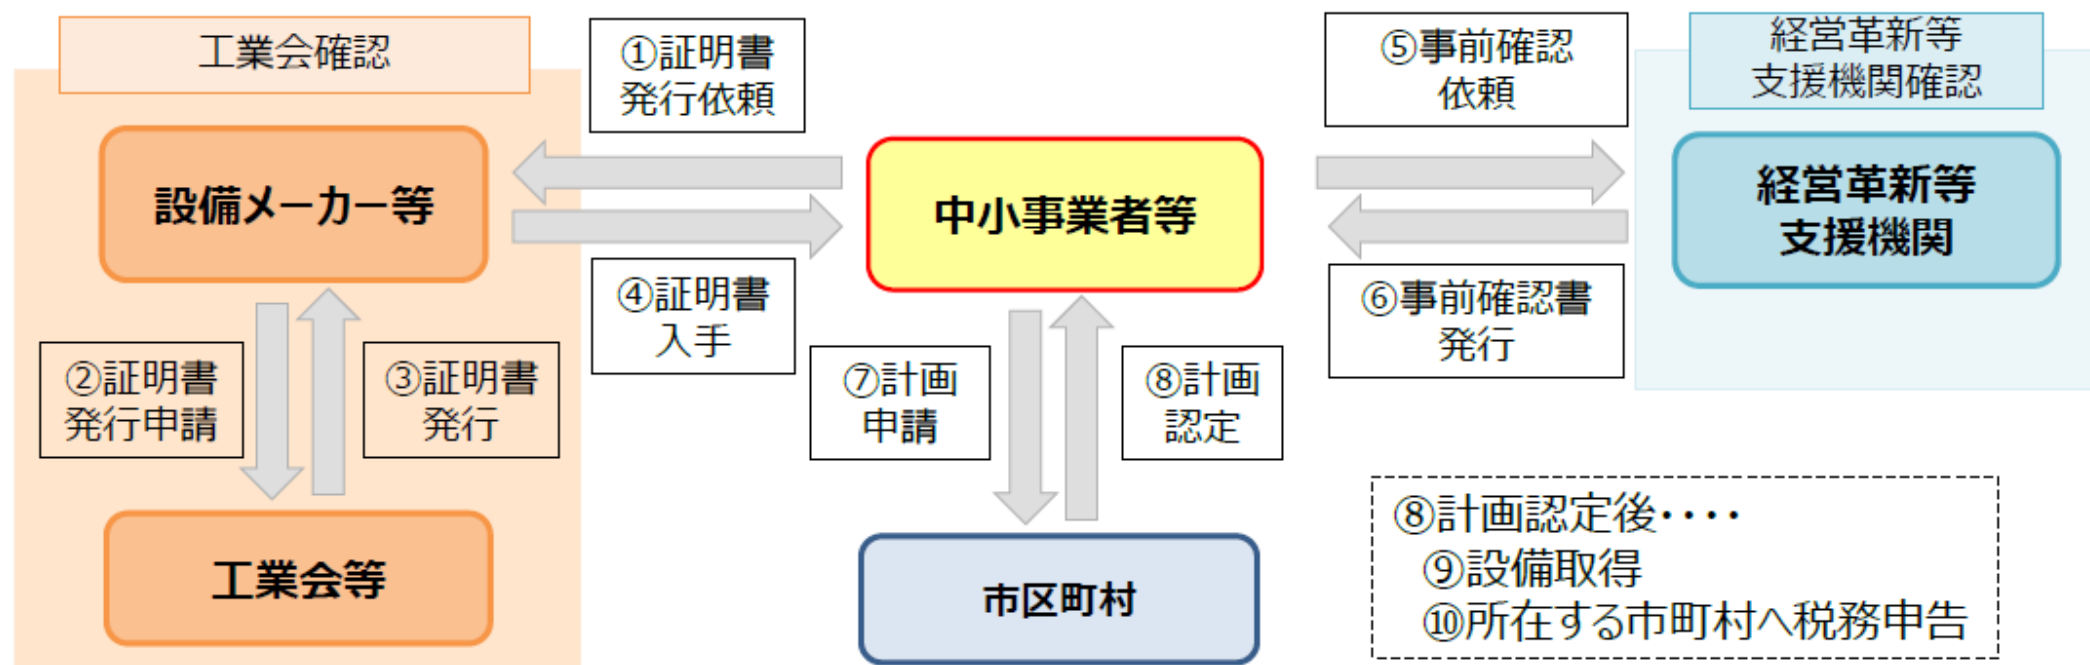 工業会確認
①証明書
発行依頼
⑤事前確認
依頼
経営革新等
支援機関確認
設備メーカー等
中小事業者等
経営革新等
支援機関
④証明書
入手
⑥事前確認書
発行
②証明書
発行申請
③証明書
発行
⑦計画
申請
⑧計画
認定
工業会等
市区町村
⑧計画認定後・・・・
⑨設備取得
⑩所在する市町村へ税務申告